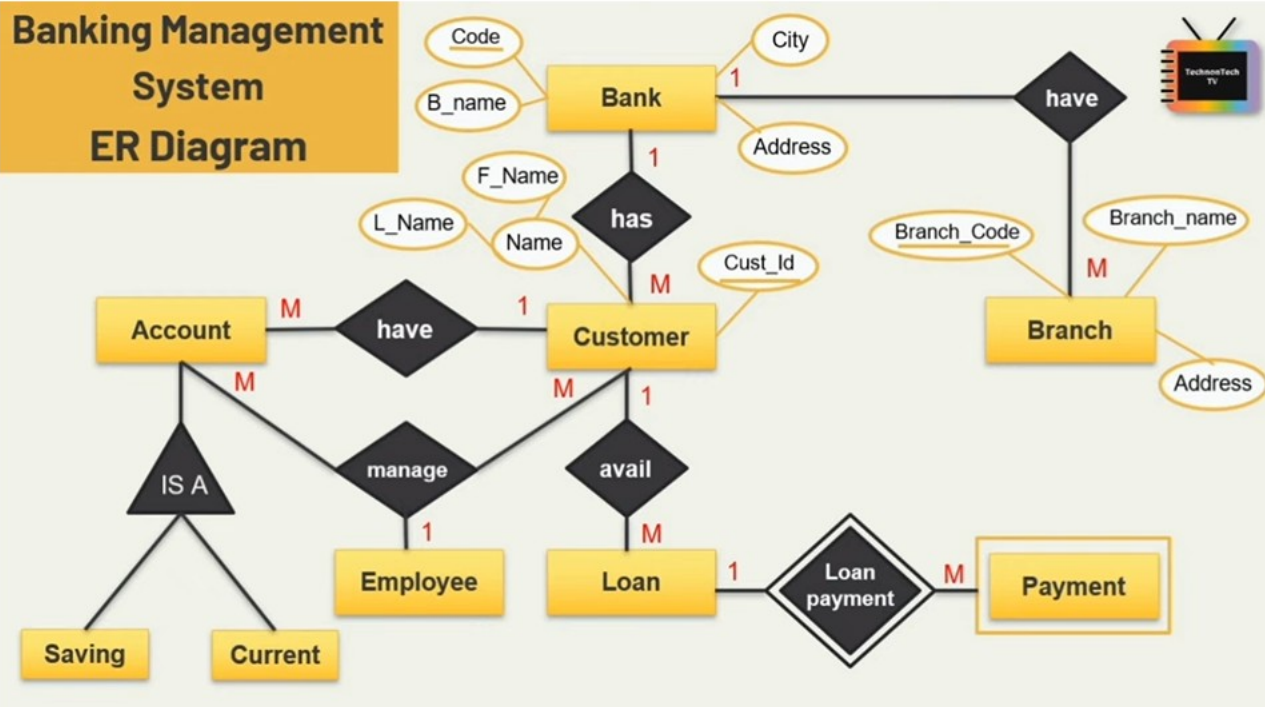 Banking Management
System
ER Diagram
Code
City
TechnonTech
TV
B_name
Bank
1
have
Address
1
F_Name
L_Name
Name
has
Branch_Code
Branch_name
Cust_Id
M
M
Account
M
have
1
Customer
Branch
Address
M
M
1
IS A
manage
avail
1
M
Employee
Loan
1
Loan
payment
M
Payment
Saving
Current